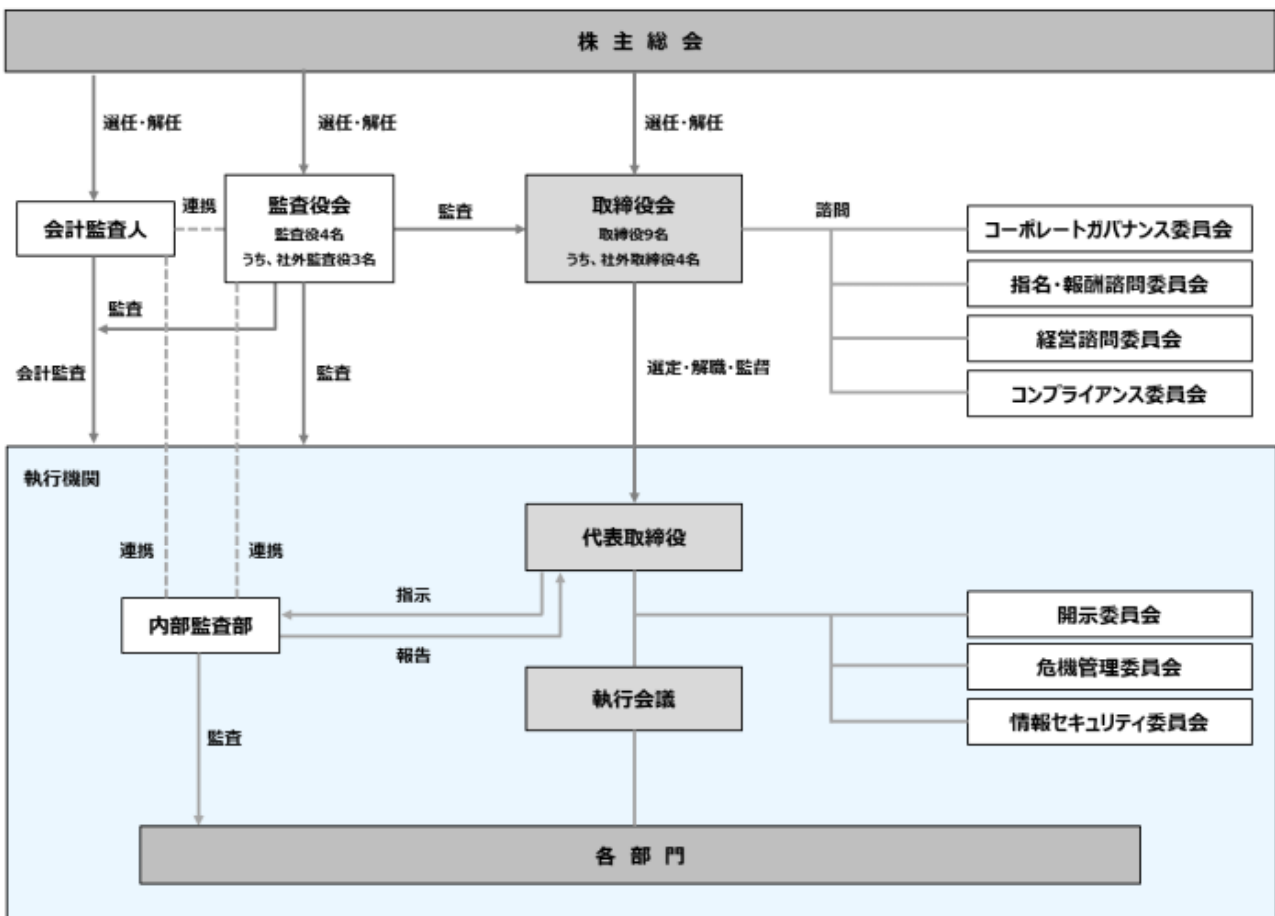 株主総会
選任・解任
選任・解任
選任・解任
会計監査人
連携
監査役会
監査役4名
うち、社外監査役3名
監査
取締役会
取締役9名
うち、社外取締役4名
諮問
コーポレートガバナンス委員会
指名・報酬諮問委員会
経営諮問委員会
コンプライアンス委員会
監査
会計監査
監査
選定・解職・監督
執行機関
代表取締役
連携
連携
指示
内部監査部
報告
開示委員会
危機管理委員会
情報セキュリティ委員会
執行会議
監査
各部門